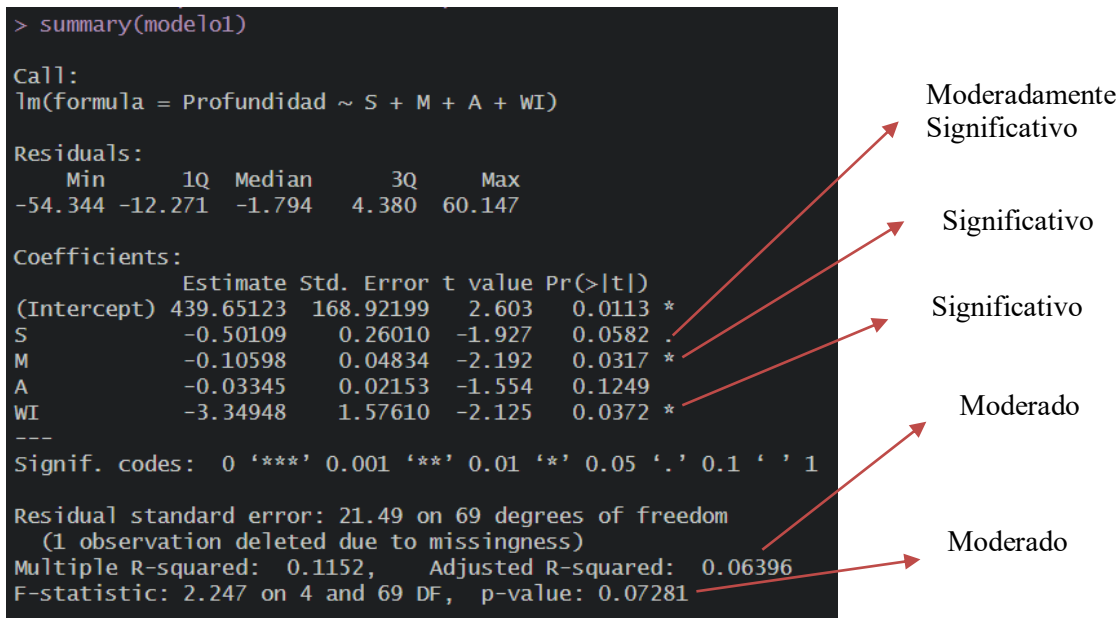 > summary(modelo1)
Call:
lm(formula = Profundidad ~ S + M + A + WI)
Residuals:
    Min      1Q  Median      3Q     Max
-54.344 -12.271  -1.794   4.380  60.147
Coefficients:
             Estimate Std. Error t value Pr(>|t|)
(Intercept) 439.65123  168.92199   2.603   0.0113 *
S            -0.50109    0.26010  -1.927   0.0582 .
M            -0.10598    0.04834  -2.192   0.0317 *
A            -0.03345    0.02153  -1.554   0.1249
WI           -3.34948    1.57610  -2.125   0.0372 *
---
Signif. codes:  0 ‘***’ 0.001 ‘**’ 0.01 ‘*’ 0.05 ‘.’ 0.1 ‘ ’ 1
Residual standard error: 21.49 on 69 degrees of freedom
  (1 observation deleted due to missingness)
Multiple R-squared:  0.1152,    Adjusted R-squared:  0.06396
F-statistic: 2.247 on 4 and 69 DF,  p-value: 0.07281
Moderadamente
Significativo
Significativo
Significativo
Moderado
Moderado